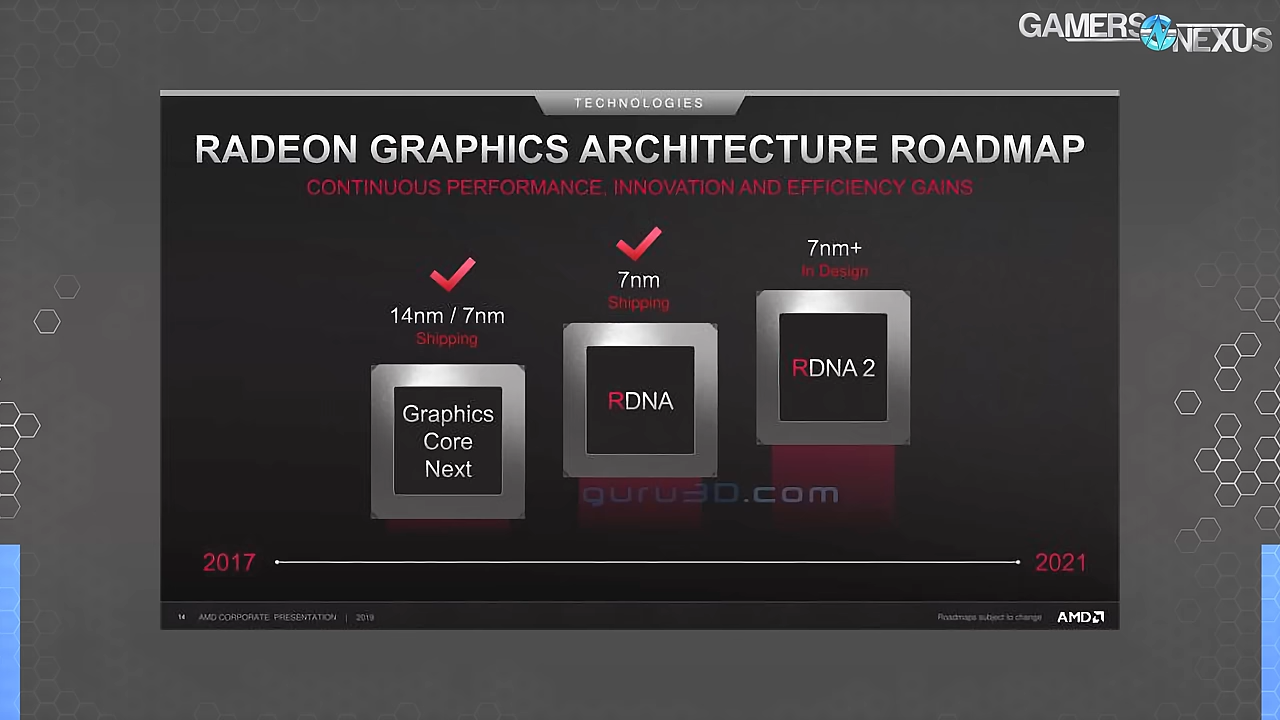 GAMERS NEXUS
TECHNOLOGIES
RADEON GRAPHICS ARCHITECTURE ROADMAP
CONTINUOUS PERFORMANCE, INNOVATION AND EFFICIENCY GAINS
14nm / 7nm
Shipping
Graphics
Core
Next
7nm
Shipping
RDNA
7nm+
In Design
RDNA 2
guru3D.com
2017
2021
14 AMD CORPORATE PRESENTATION | 2019
Roadmaps subject to change
AMD